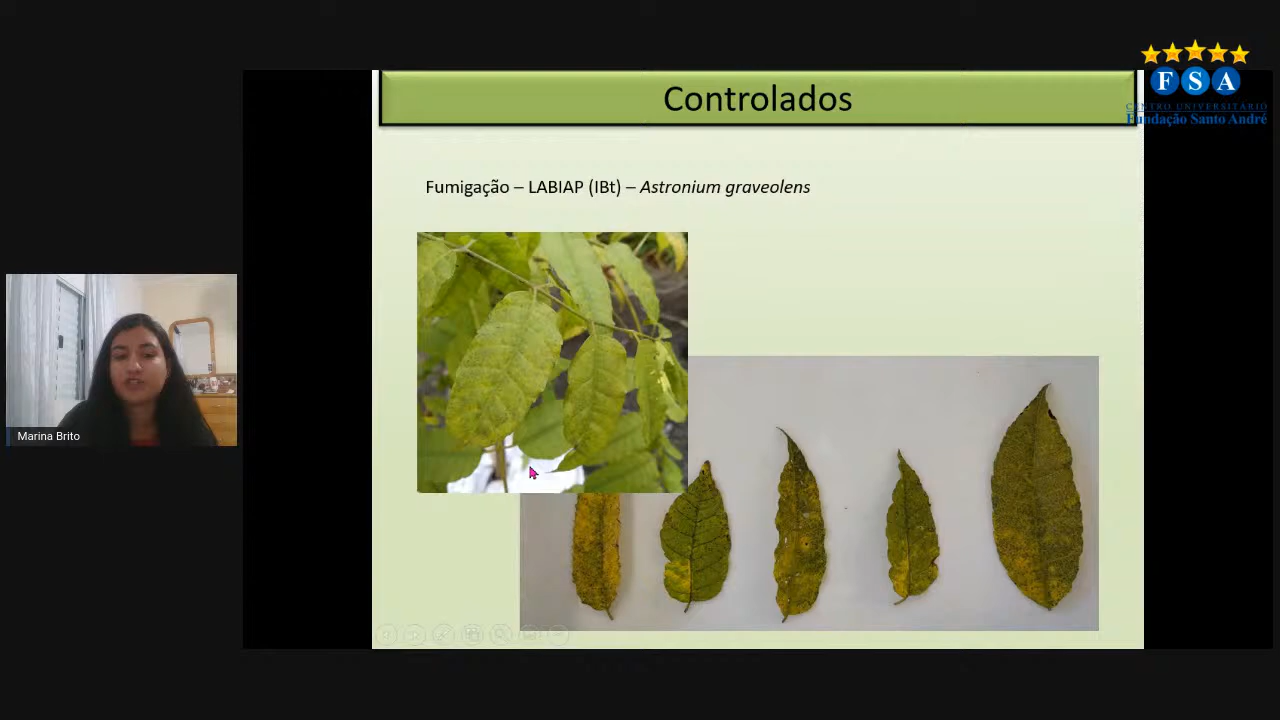 Controlados
F S A
CENTRO UNIVERSITÁRIO
Fundação Santo André
Fumigação – LABIAP (IBt) – Astronium graveolens
Marina Brito